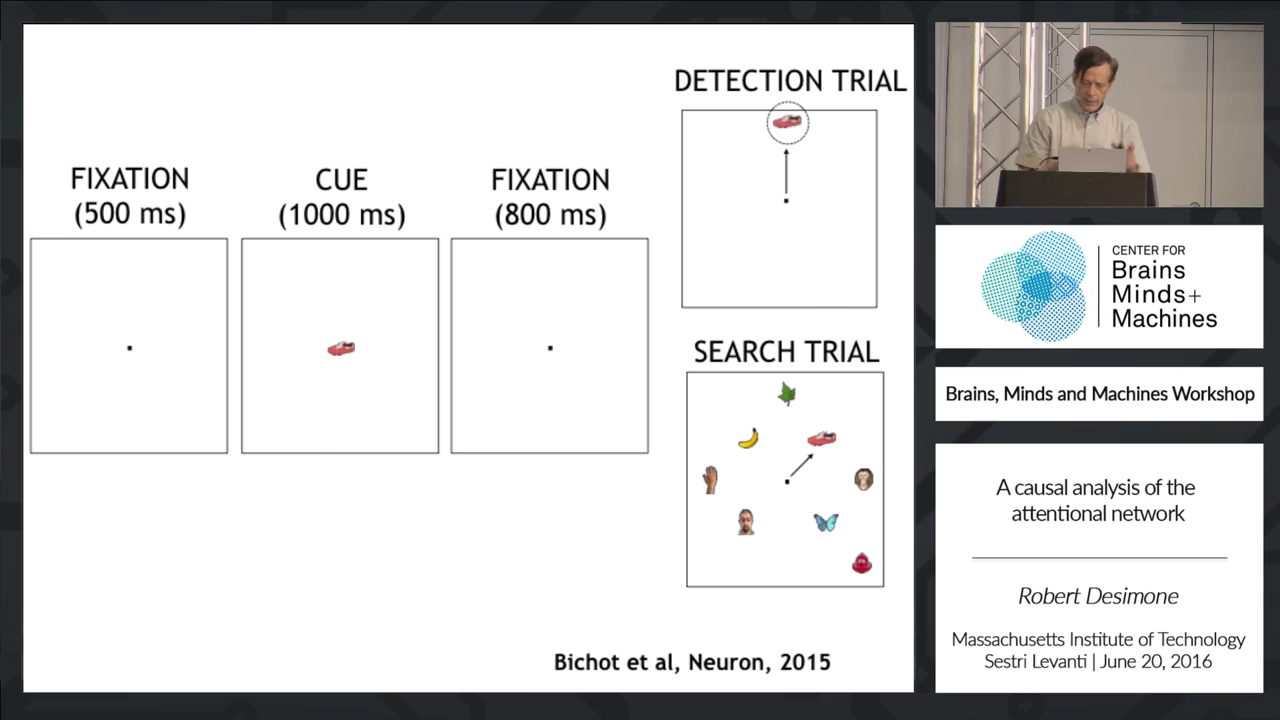 DETECTION TRIAL
FIXATION
(500 ms)
CUE
(1000 ms)
FIXATION
(800 ms)
SEARCH TRIAL
Bichot et al, Neuron, 2015
CENTER FOR
Brains
Minds+
Machines
Brains, Minds and Machines Workshop
A causal analysis of the
attentional network
Robert Desimone
Massachusetts Institute of Technology
Sestri Levanti | June 20, 2016